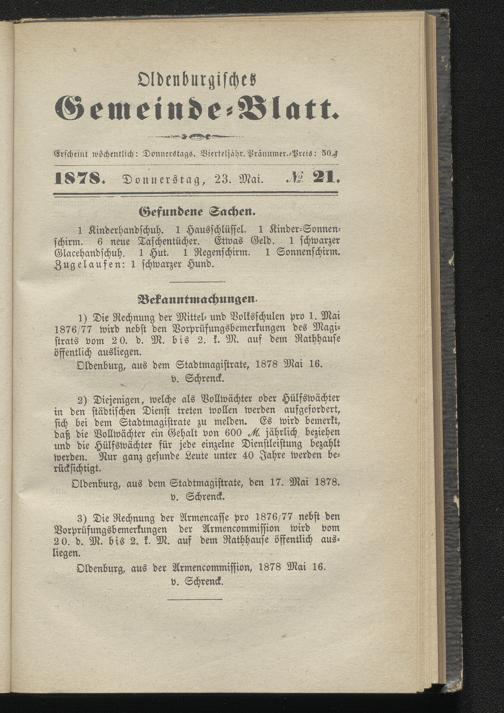 Oldenburgisches
Gemeinde-Blatt.
Erscheint wöchentlich: Donnerstags. Vierteljähr. Pränumer.-Preis: 50 ₰
1878. Donnerstag, 23. Mai. № 21.
Gefundene Sachen.
1 Kinderhandschuh. 1 Hausschlüssel. 1 Kinder-Sonnen-
schirm. 6 neue Taschentücher. Etwas Geld. 1 schwarzer
Glacehandschuh. 1 Hut. 1 Regenschirm. 1 Sonnenschirm.
Zugelaufen: 1 schwarzer Hund.
Bekanntmachungen.
1) Die Rechnung der Mittel- und Volksschulen pro 1. Mai
1876/77 wird nebst den Vorprüfungsbemerkungen des Magi-
strats vom 20. d. M. bis 2. k. M. auf dem Rathhause
öffentlich ausliegen.
Oldenburg, aus dem Stadtmagistrate, 1878 Mai 16.
v. Schrenck.
2) Diejenigen, welche als Vollwächter oder Hülfswächter
in den städtischen Dienst treten wollen werden aufgefordert,
sich bei dem Stadtmagistrate zu melden. Es wird bemerkt,
daß die Vollwächter ein Gehalt von 600 M. jährlich beziehen
und die Hülfswächter für jede einzelne Dienstleistung bezahlt
werden. Nur ganz gesunde Leute unter 40 Jahre werden be-
rücksichtigt.
Oldenburg, aus dem Stadtmagistrate, den 17. Mai 1878.
v. Schrenck.
3) Die Rechnung der Armencasse pro 1876/77 nebst den
Vorprüfungsbemerkungen der Armencommission wird vom
20. d. M. bis 2. k. M. auf dem Rathhause öffentlich aus-
liegen.
Oldenburg, aus der Armencommission, 1878 Mai 16.
v. Schrenck.